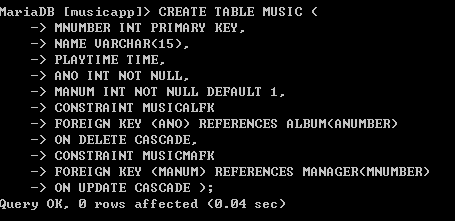 MariaDB [musicapp]> CREATE TABLE MUSIC (
-> MNUMBER INT PRIMARY KEY,
-> NAME VARCHAR(15),
-> PLAYTIME TIME,
-> ANO INT NOT NULL,
-> MANUM INT NOT NULL DEFAULT 1,
-> CONSTRAINT MUSICALFK
-> FOREIGN KEY (ANO) REFERENCES ALBUM(ANUMBER)
-> ON DELETE CASCADE,
-> CONSTRAINT MUSICMAFK
-> FOREIGN KEY (MANUM) REFERENCES MANAGER(MNUMBER)
-> ON UPDATE CASCADE );
Query OK, 0 rows affected (0.04 sec)